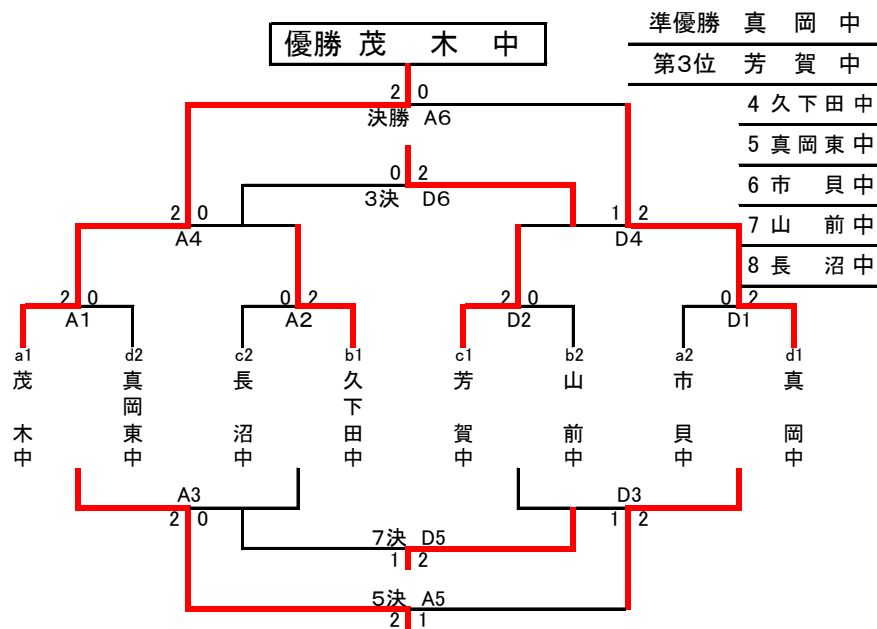 優勝 茂 木 中
準優勝 真 岡 中
第3位 芳 賀 中
4 久下田中
5 真岡東中
6 市 貝中
7 山 前中
8 長 沼中
2 0
決勝 A6
0 2
3決 D6
2 0
A4
1 2
D4
2 0
A1
0 2
A2
2 0
D2
0 2
D1
a1
茂木中
d2
真岡東中
c2
長沼中
b1
久下田中
c1
芳賀中
b2
山前中
a2
市貝中
d1
真岡中
A3
2 0
D3
1 2
7決 D5
1 2
5決 A5
2 1